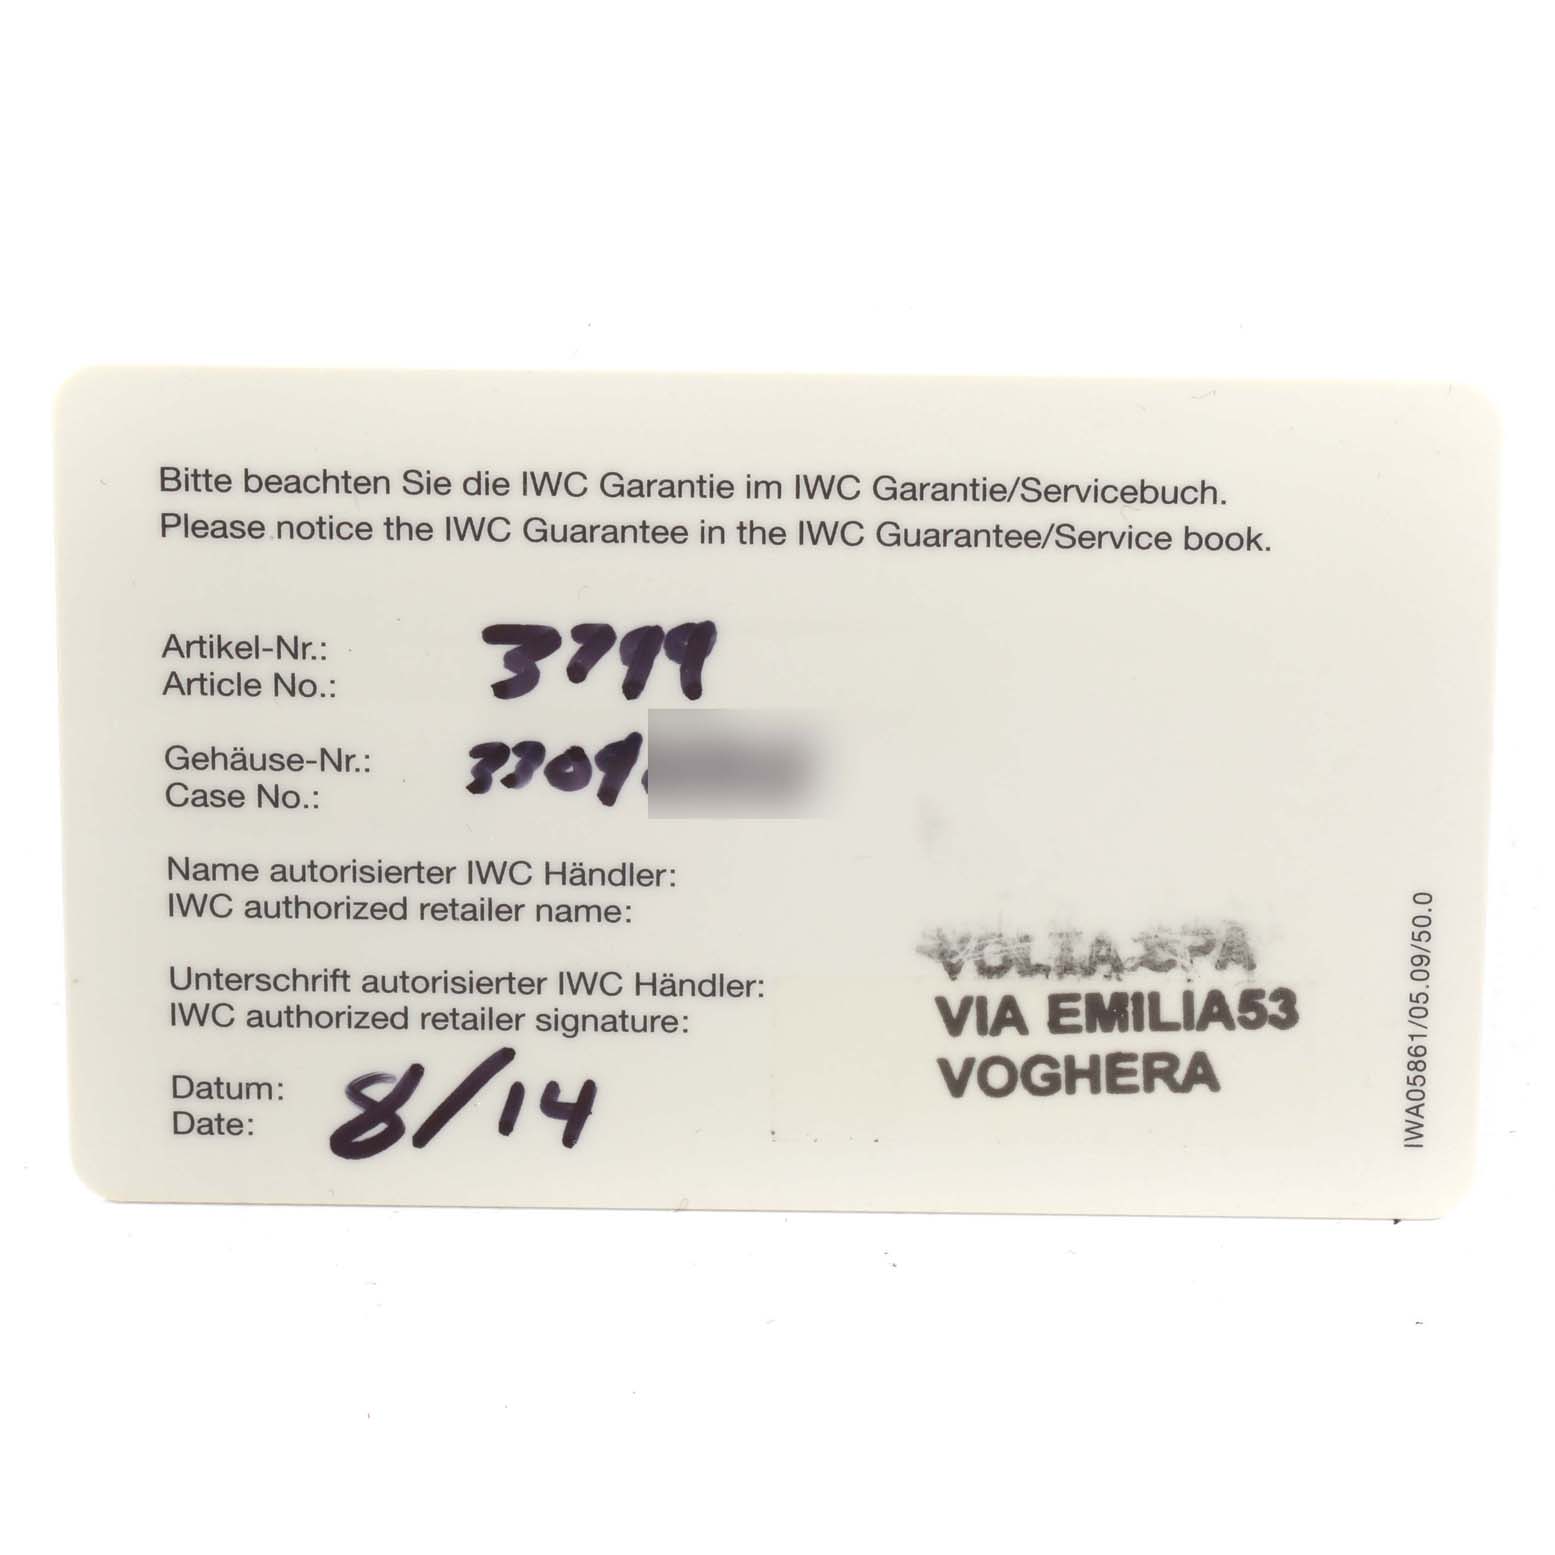 Bitte beachten Sie die IWC Garantie im IWC Garantie/Servicebuch.
Please notice the IWC Guarantee in the IWC Guarantee/Service book.
Artikel-Nr.:
Article No.: 3799
Gehäuse-Nr.:
Case No.:
Name autorisierter IWC Händler:
IWC authorized retailer name:
Unterschrift autorisierter IWC Händler:
IWC authorized retailer signature:
SPA
VIA EMILIA53
VOGHERA
Datum:
Date: 8/14
IWA05861/05.09/50.0